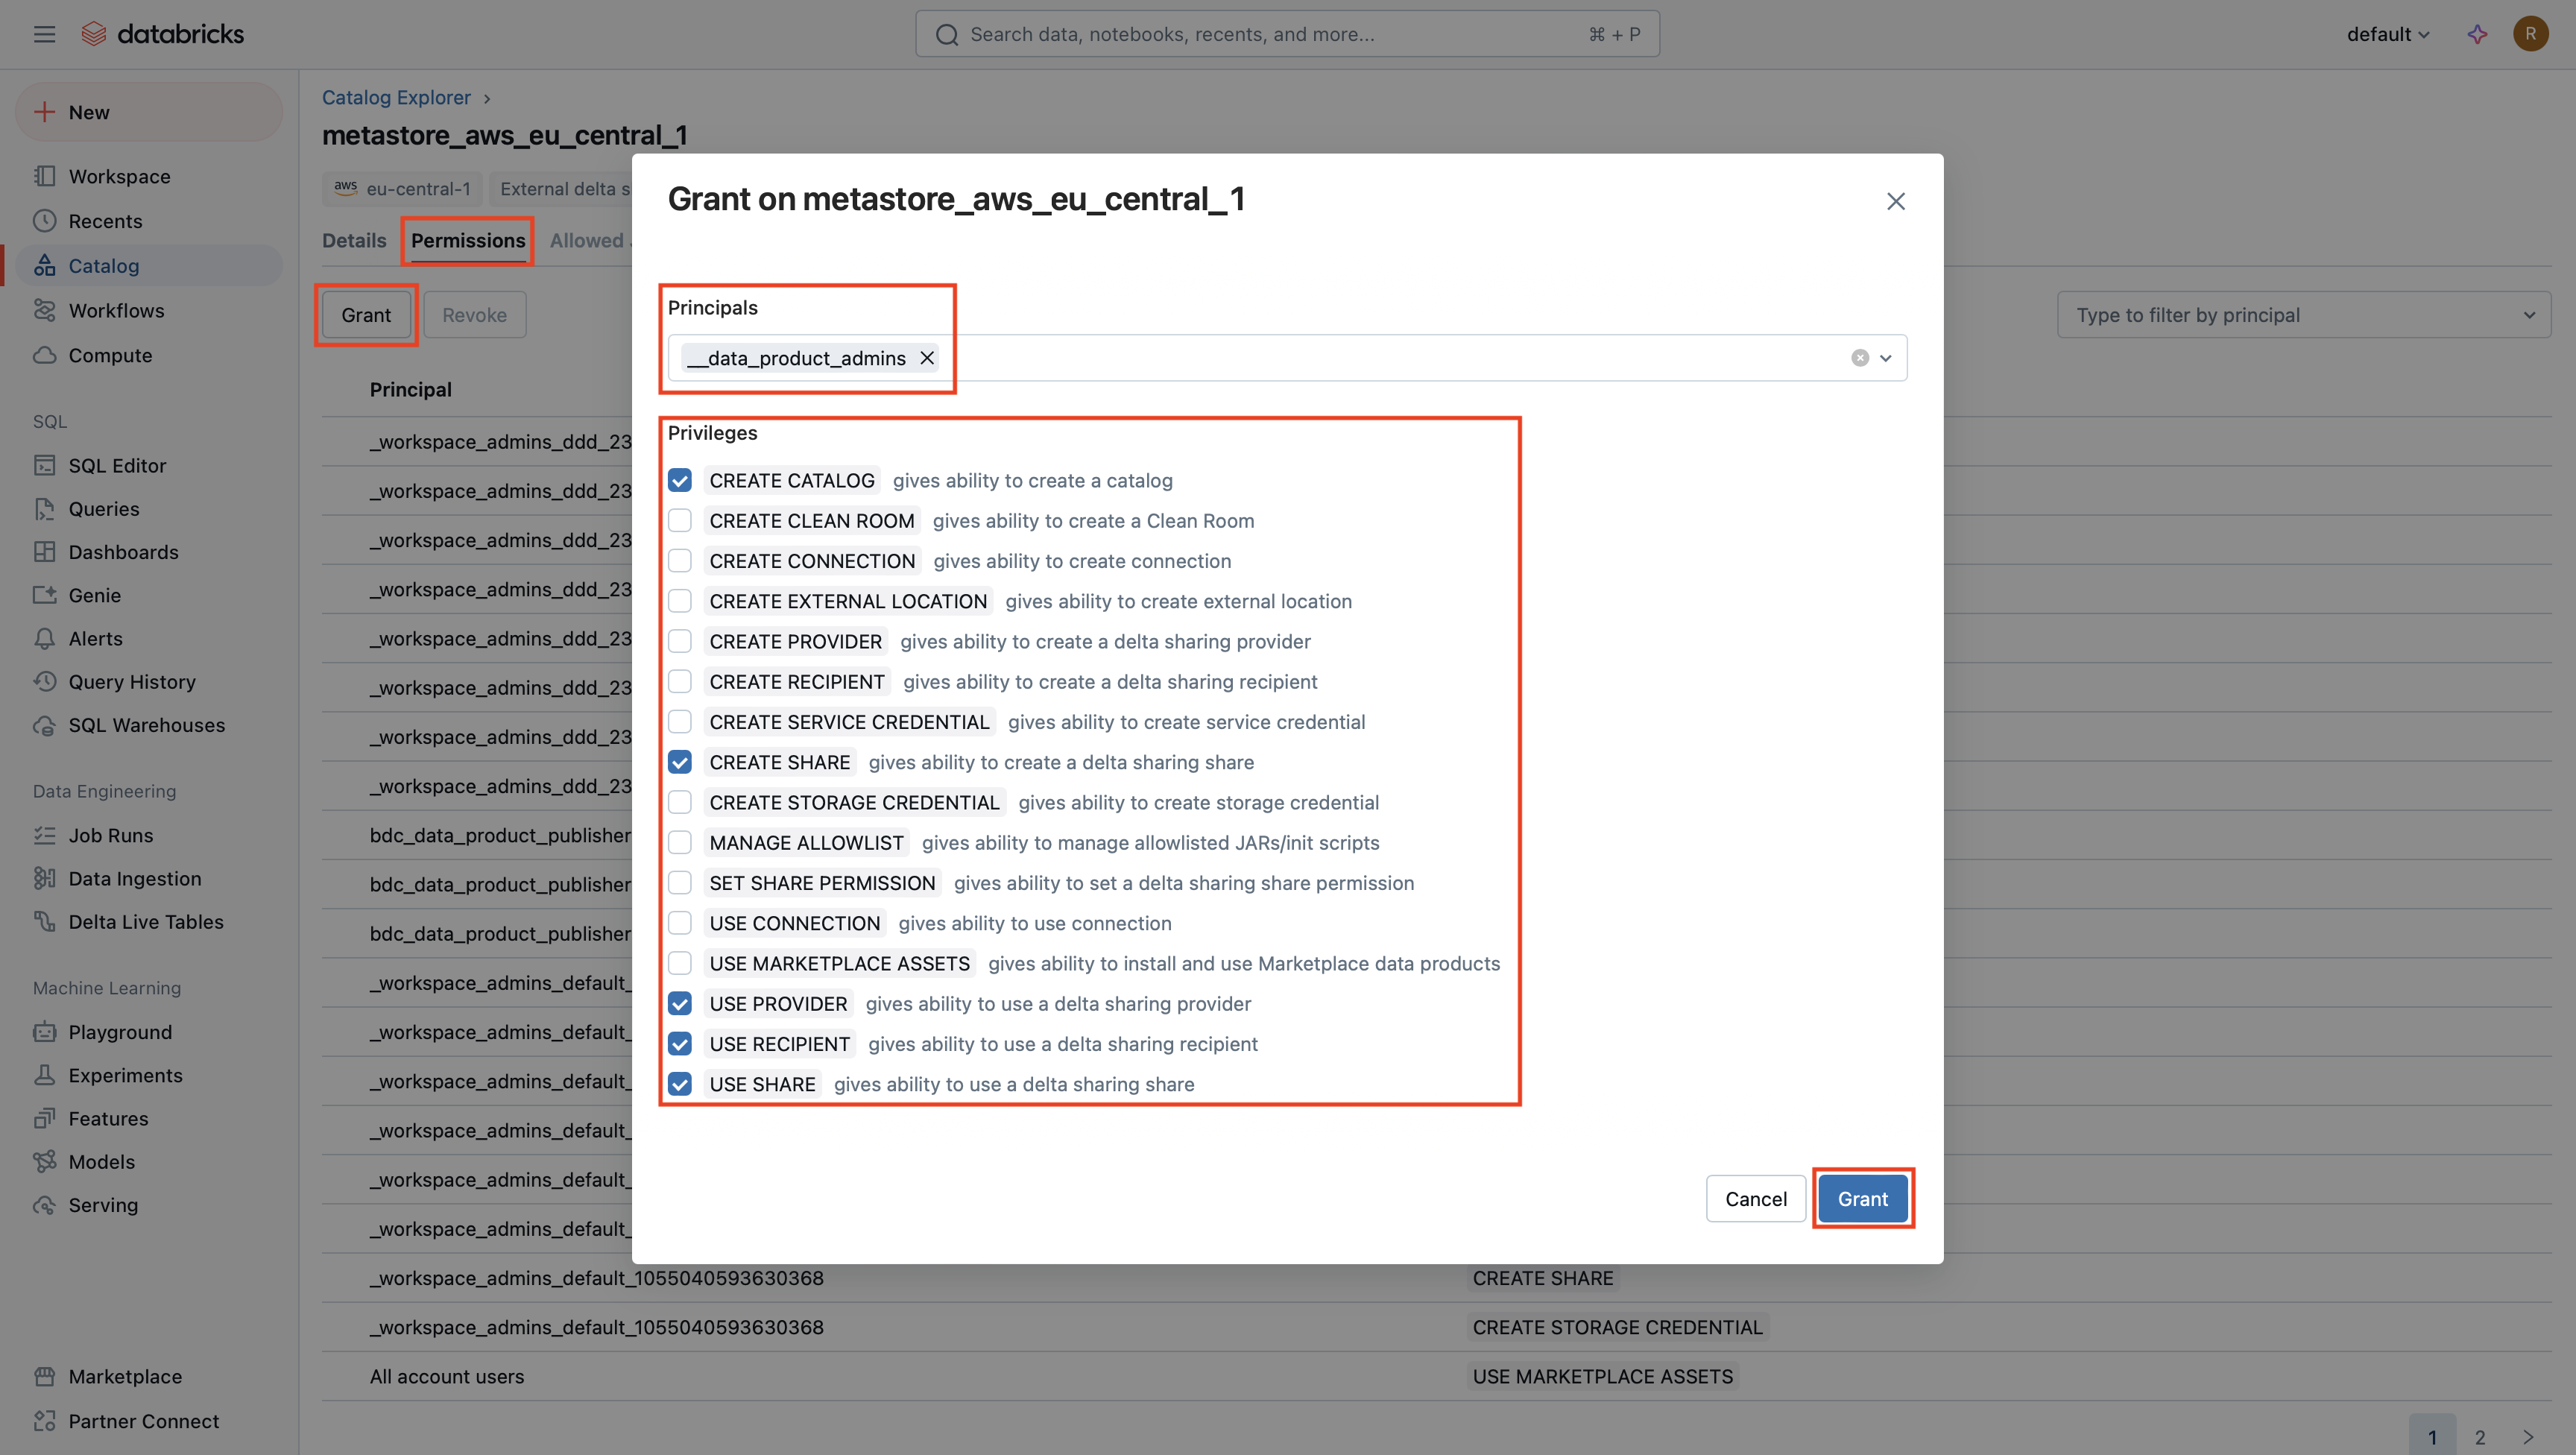 databricks
Search data, notebooks, recents, and more...
⌘ + P
default
R
New
Workspace
Recents
Catalog
Workflows
Compute
SQL
SQL Editor
Queries
Dashboards
Genie
Alerts
Query History
SQL Warehouses
Data Engineering
Job Runs
Data Ingestion
Delta Live Tables
Machine Learning
Playground
Experiments
Features
Models
Serving
Marketplace
Partner Connect
Catalog Explorer >
metastore_aws_eu_central_1
aws eu-central-1
External delta s
Details
Permissions
Allowed
Grant
Revoke
Type to filter by principal
Principal
_workspace_admins_ddd_23
_workspace_admins_ddd_23
_workspace_admins_ddd_23
_workspace_admins_ddd_23
_workspace_admins_ddd_23
_workspace_admins_ddd_23
_workspace_admins_ddd_23
_workspace_admins_ddd_23
bdc_data_product_publisher
bdc_data_product_publisher
bdc_data_product_publisher
_workspace_admins_default_
_workspace_admins_default_
_workspace_admins_default_
_workspace_admins_default_
_workspace_admins_default_
_workspace_admins_default_
_workspace_admins_default_1055040593630368 CREATE SHARE
_workspace_admins_default_1055040593630368 CREATE STORAGE CREDENTIAL
All account users USE MARKETPLACE ASSETS
1 2 >
Grant on metastore_aws_eu_central_1
Principals
__data_product_admins
Privileges
CREATE CATALOG gives ability to create a catalog
CREATE CLEAN ROOM gives ability to create a Clean Room
CREATE CONNECTION gives ability to create connection
CREATE EXTERNAL LOCATION gives ability to create external location
CREATE PROVIDER gives ability to create a delta sharing provider
CREATE RECIPIENT gives ability to create a delta sharing recipient
CREATE SERVICE CREDENTIAL gives ability to create service credential
CREATE SHARE gives ability to create a delta sharing share
CREATE STORAGE CREDENTIAL gives ability to create storage credential
MANAGE ALLOWLIST gives ability to manage allowlisted JARs/init scripts
SET SHARE PERMISSION gives ability to set a delta sharing share permission
USE CONNECTION gives ability to use connection
USE MARKETPLACE ASSETS gives ability to install and use Marketplace data products
USE PROVIDER gives ability to use a delta sharing provider
USE RECIPIENT gives ability to use a delta sharing recipient
USE SHARE gives ability to use a delta sharing share
Cancel
Grant